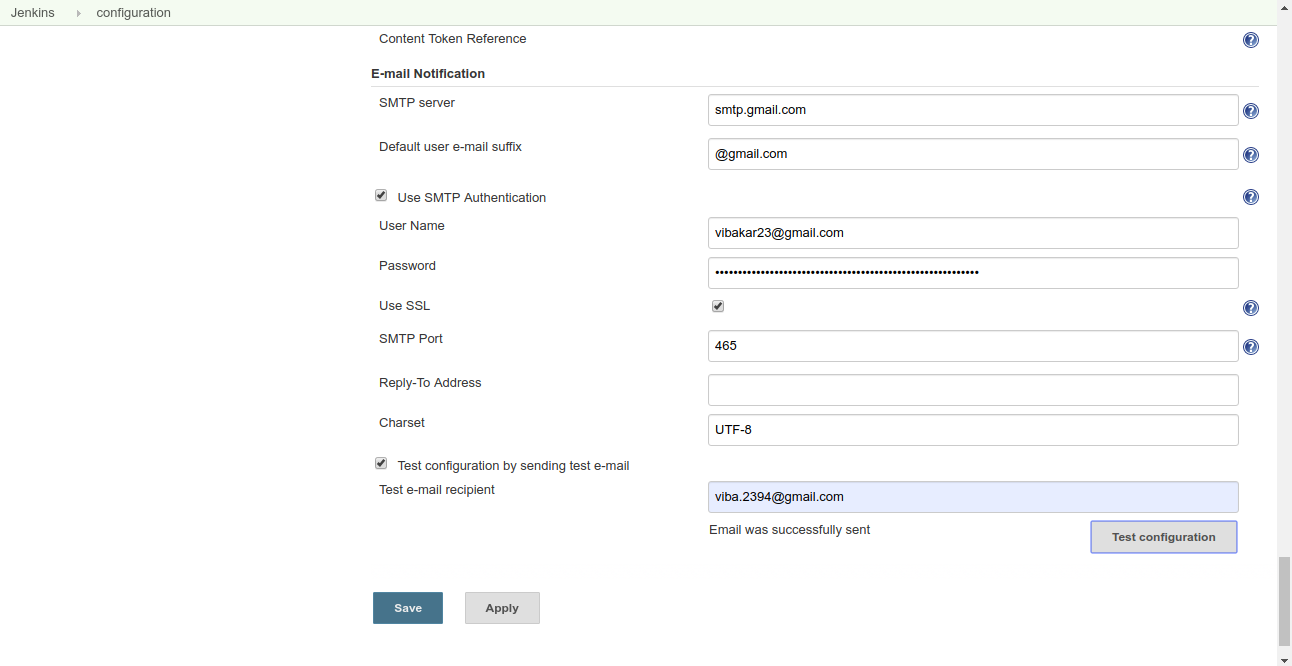 Jenkins configuration
Content Token Reference
E-mail Notification
SMTP server smtp.gmail.com
Default user e-mail suffix @gmail.com
Use SMTP Authentication
User Name vibakar23@gmail.com
Password ••••••••••••••••••••••••••••••••••••••••••••••••••••••••••
Use SSL
SMTP Port 465
Reply-To Address
Charset UTF-8
Test configuration by sending test e-mail
Test e-mail recipient viba.2394@gmail.com
Email was successfully sent Test configuration
Save Apply